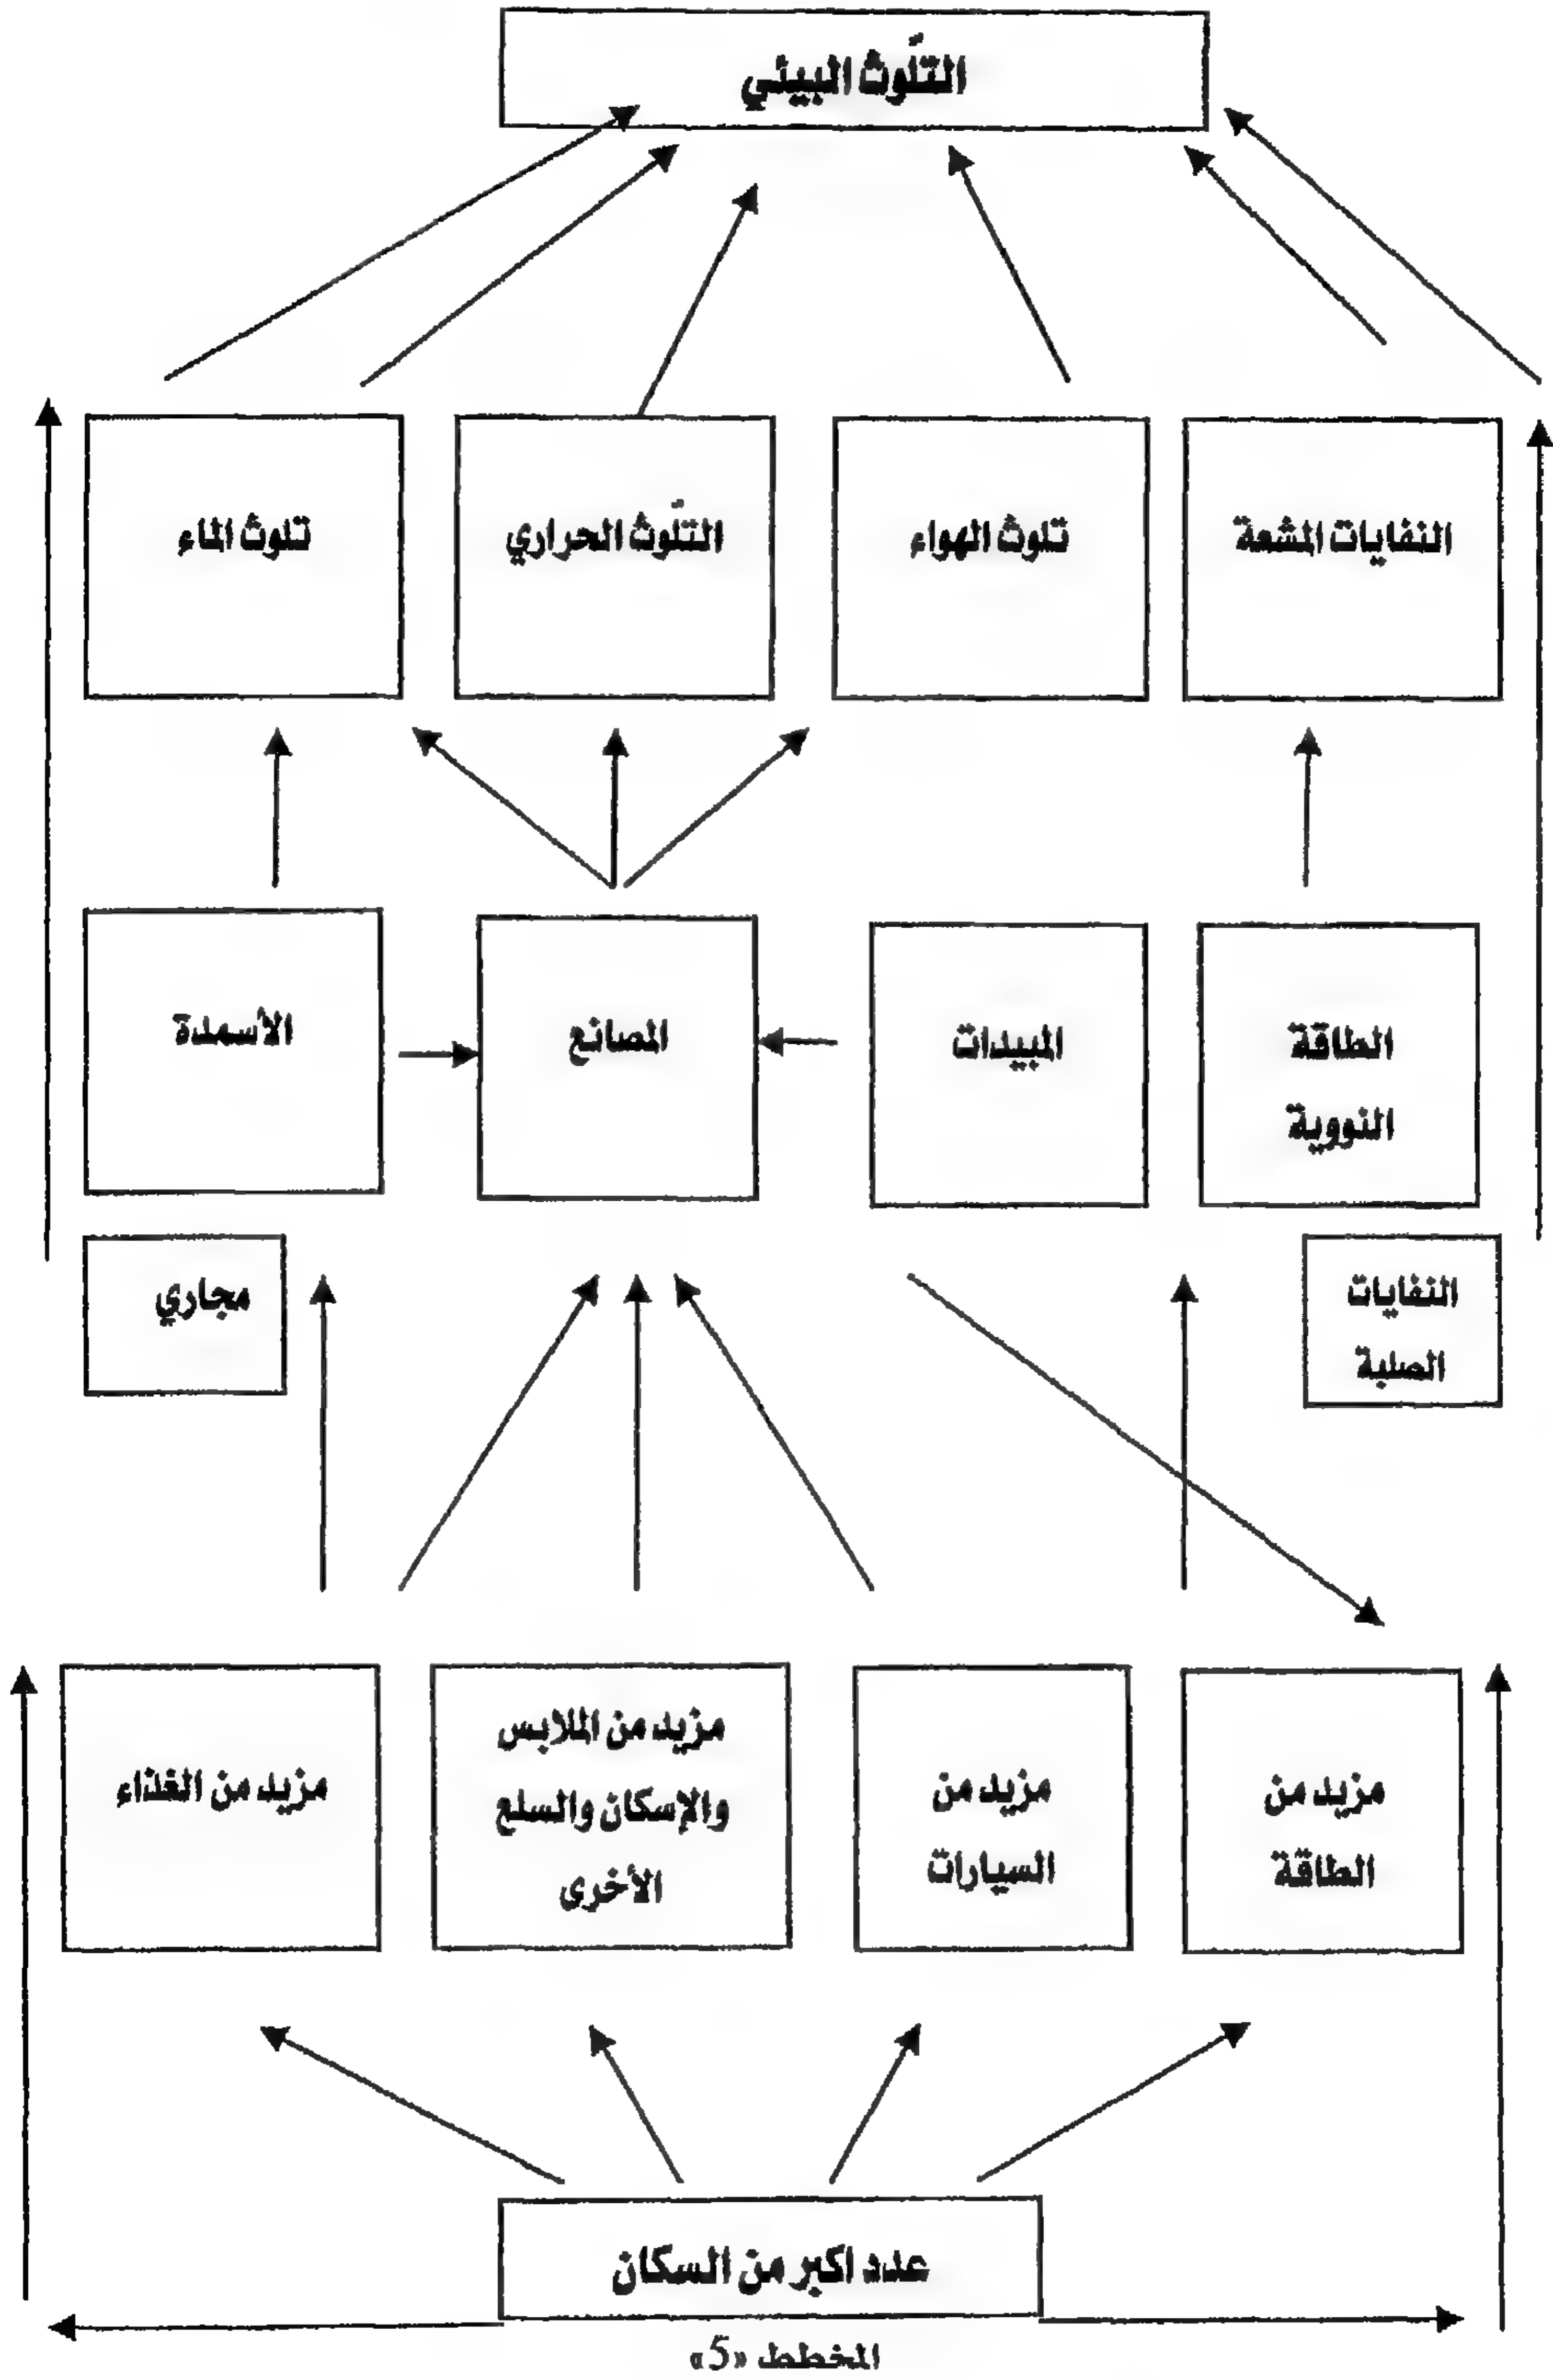 التلّوث البيئي
النفايات المشعة
تلوث الهواء
التلّوث الحراري
تلوث الماء
الطاقة
النووية
المبيدات
المصانع
الأسمدة
النفايات
الصلبة
مجاري
مزيد من
الطاقة
مزيد من
السيارات
مزيد من الملابس
والإسكان والسلع
الأخرى
مزيد من الغذاء
عدد اكبر من السكان
المخطط «5»